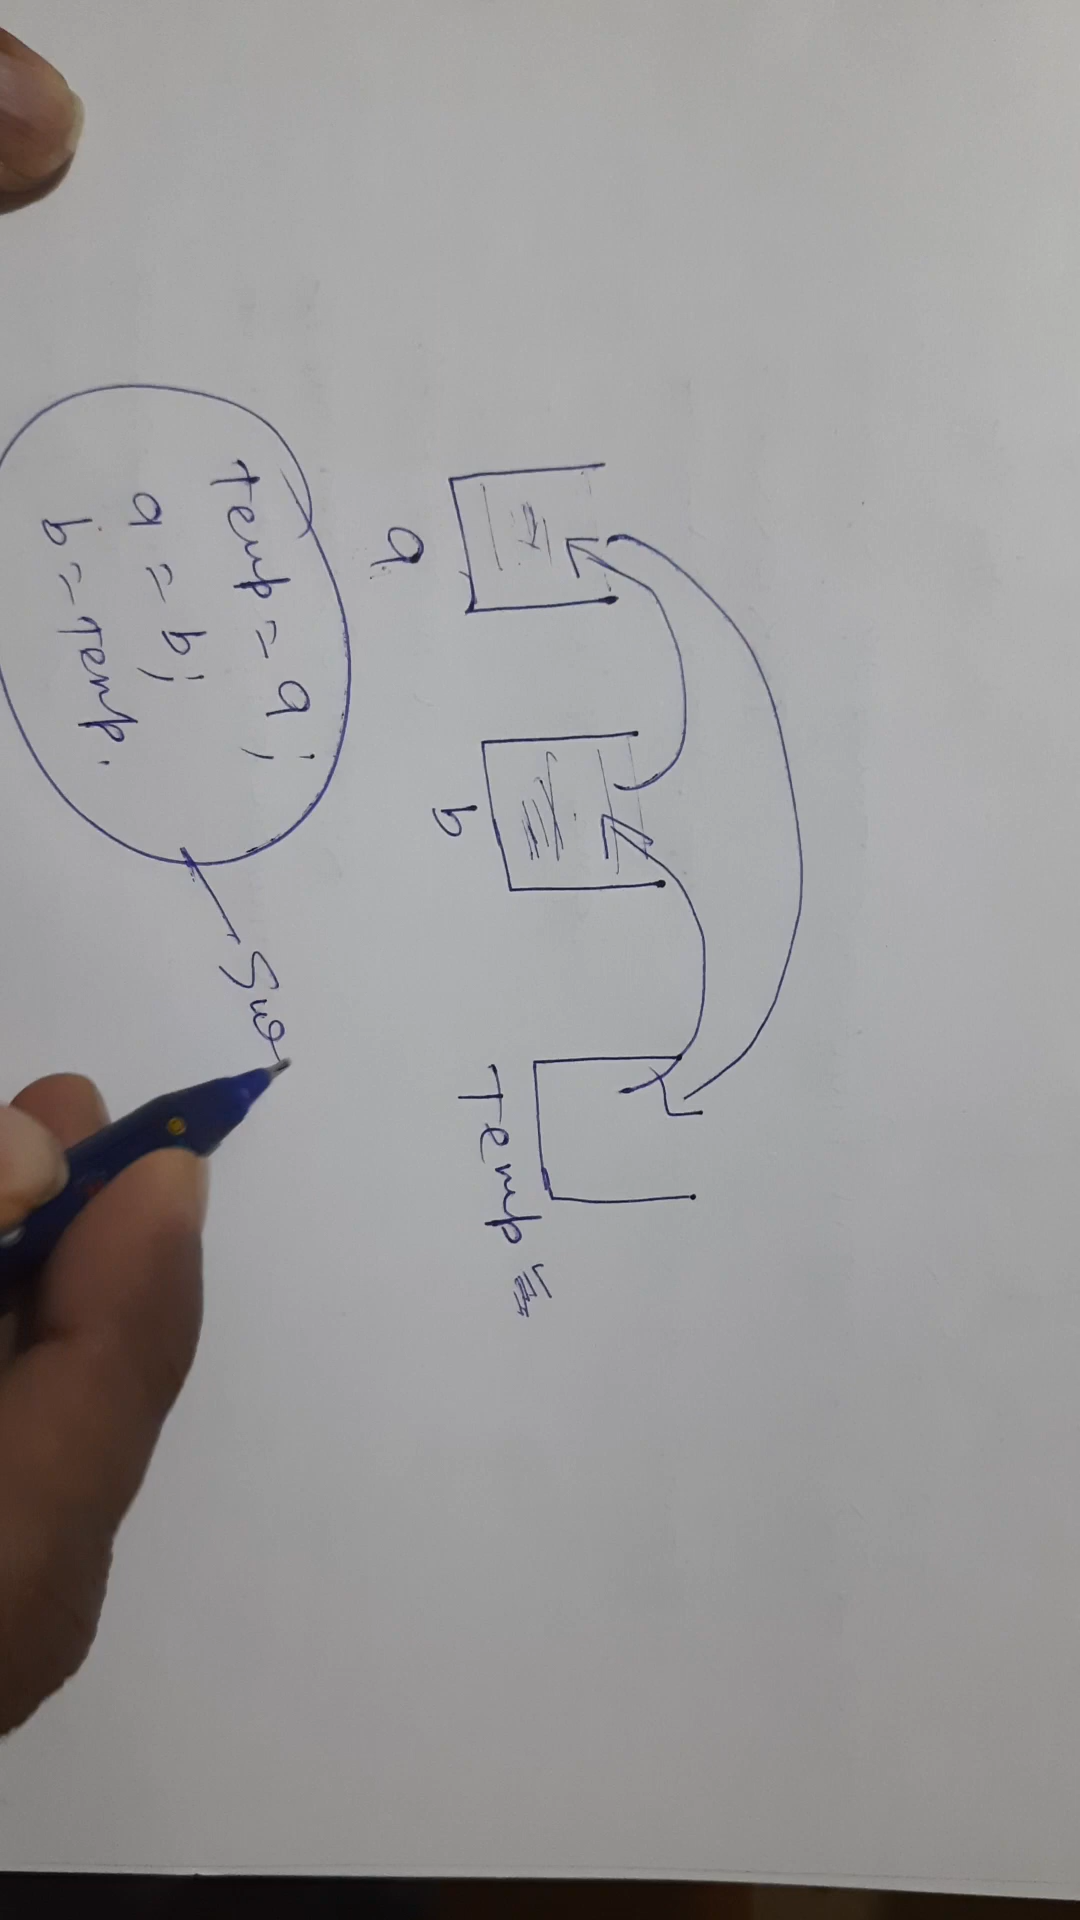 a
b
Temp
temp = a;
a = b;
b = Temp.
Sw